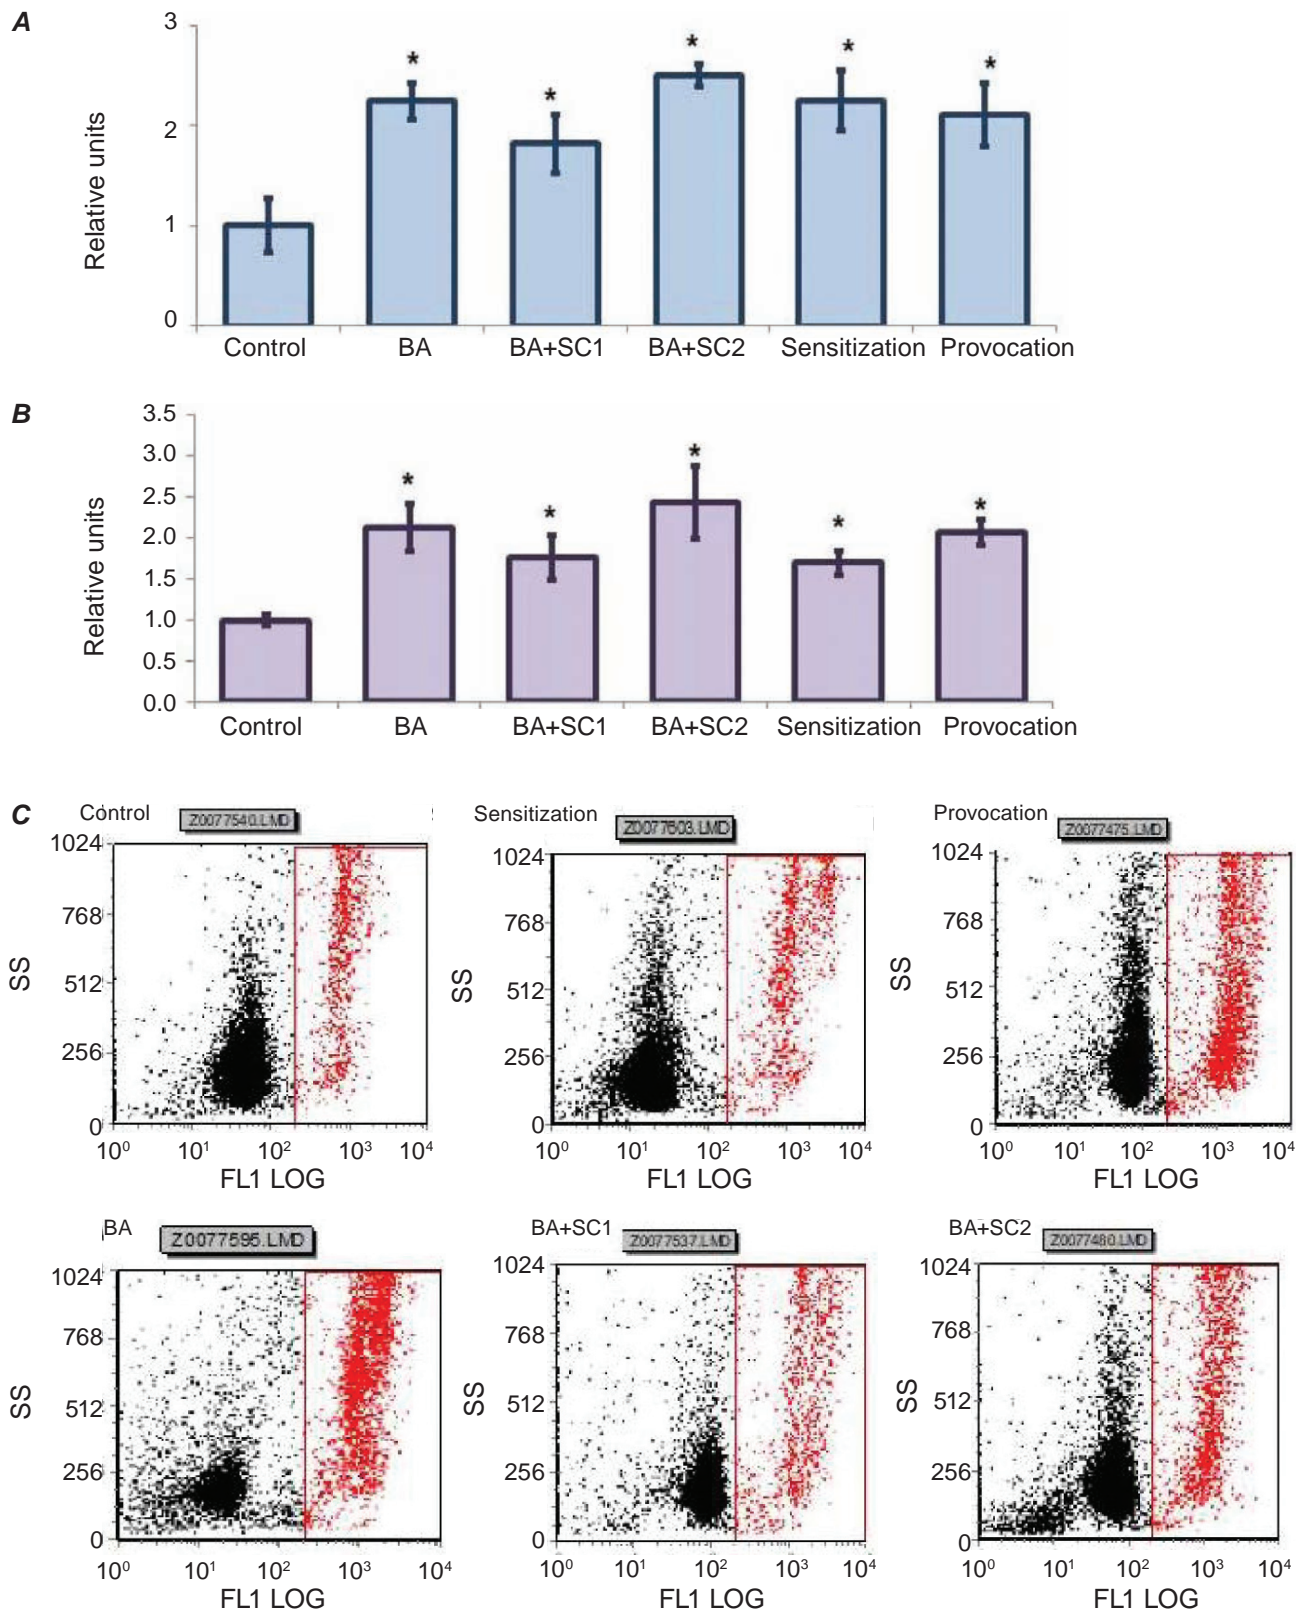 A
Relative units
3
2
1
0
* * * * *
Control BA BA+SC1 BA+SC2 Sensitization Provocation
B
Relative units
3.5
3.0
2.5
2.0
1.5
1.0
0.5
0.0
* * * * *
Control BA BA+SC1 BA+SC2 Sensitization Provocation
C
Control
Z0077540.LMD
SS
1024
768
512
256
0
10⁰ 10¹ 10² 10³ 10⁴
FL1 LOG
Sensitization
Z0077603.LMD
SS
1024
768
512
256
0
10⁰ 10¹ 10² 10³ 10⁴
FL1 LOG
Provocation
Z0077475.LMD
SS
1024
768
512
256
0
10⁰ 10¹ 10² 10³ 10⁴
FL1 LOG
BA
Z0077595.LMD
SS
1024
768
512
256
0
10⁰ 10¹ 10² 10³ 10⁴
FL1 LOG
BA+SC1
Z0077537.LMD
SS
1024
768
512
256
0
10⁰ 10¹ 10² 10³ 10⁴
FL1 LOG
BA+SC2
Z0077480.LMD
SS
1024
768
512
256
0
10⁰ 10¹ 10² 10³ 10⁴
FL1 LOG